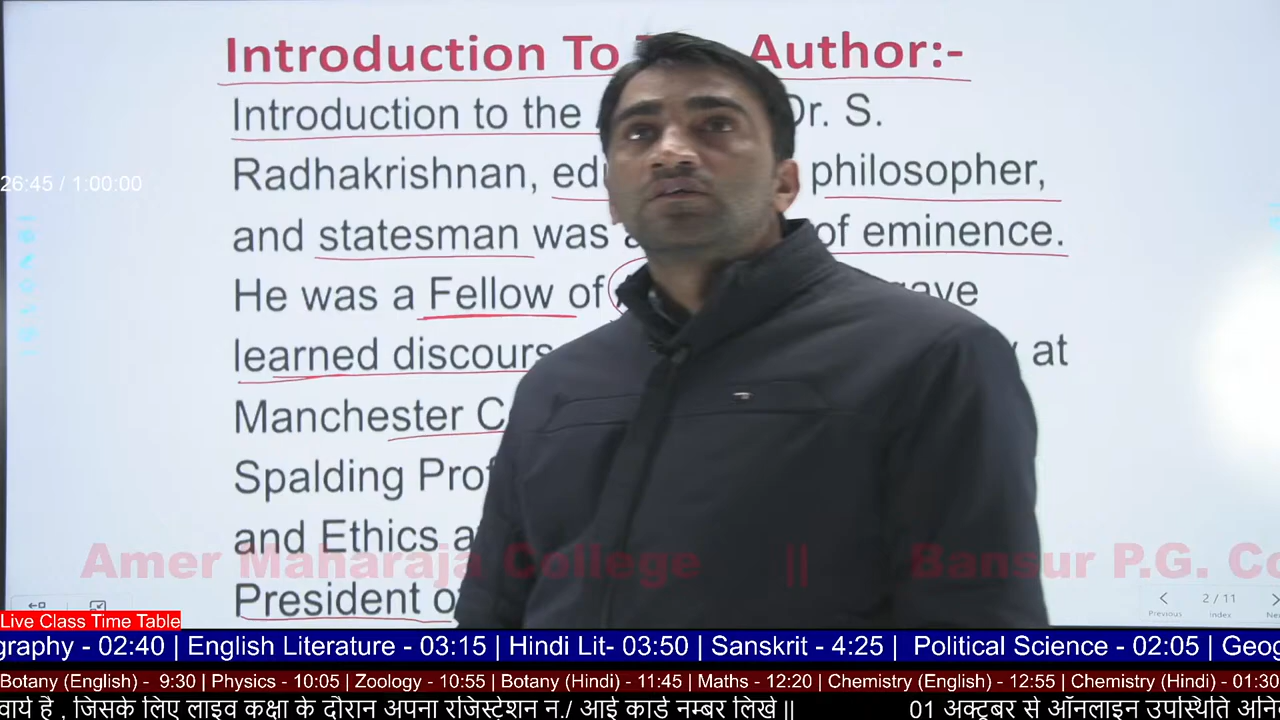 Introduction To Author:-
Introduction to the Dr. S.
Radhakrishnan, philosopher,
and statesman was of eminence.
26:45 / 1:00:00
He was a Fellow of gave
learned discours at
Manchester
Spalding
and Ethics
Amer Maharaja College || Bansur P.G. Co
President
2 / 11
Previous Index
Live Class Time Table
ography - 02:40 | English Literature - 03:15 | Hindi Lit- 03:50 | Sanskrit - 4:25 | Political Science - 02:05 | Geog
Botany (English) - 9:30 | Physics - 10:05 | Zoology - 10:55 | Botany (Hindi) - 11:45 | Maths - 12:20 | Chemistry (English) - 12:55 | Chemistry (Hindi) - 01:30
वार्य है , जिसके लिए लाइव कक्षा के दौरान अपना रजिस्ट्रेशन न./ आई कार्ड नम्बर लिखे || 01 अक्टूबर से ऑनलाइन उपस्थिति अनि